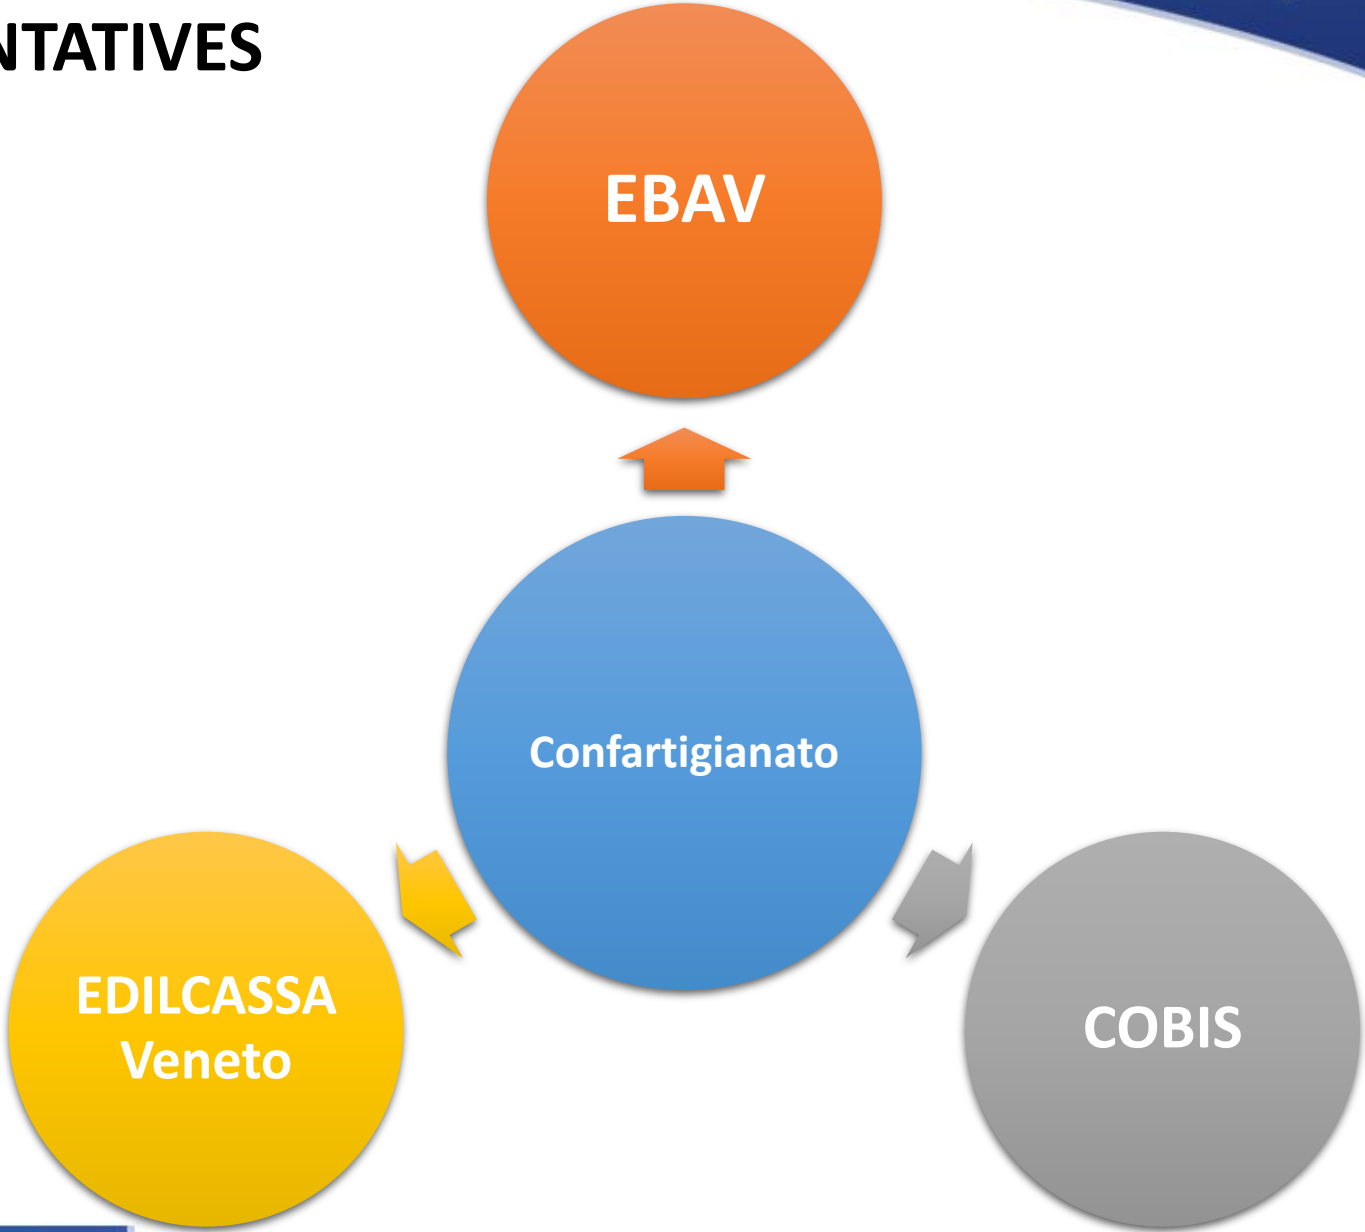 NTATIVES
EBAV
Confartigianato
EDILCASSA
Veneto
COBIS